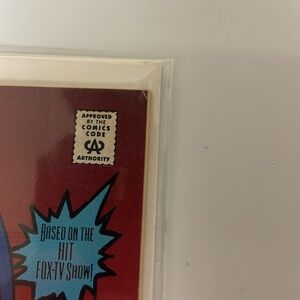 APPROVED
BY THE
COMICS
CODE
CA
AUTHORITY
BASED ON THE
HIT
FOX-TV SHOW!